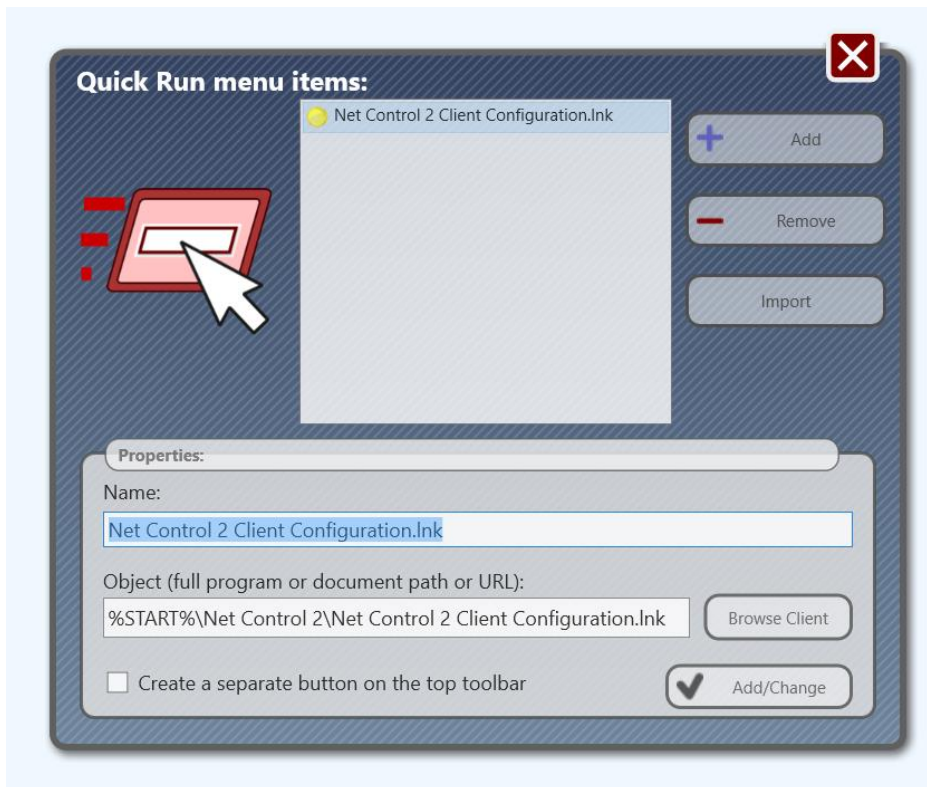 Quick Run menu items:
Net Control 2 Client Configuration.lnk
Add
Remove
Import
Properties:
Name:
Net Control 2 Client Configuration.lnk
Object (full program or document path or URL):
%START%\Net Control 2\Net Control 2 Client Configuration.lnk
Browse Client
Create a separate button on the top toolbar
Add/Change